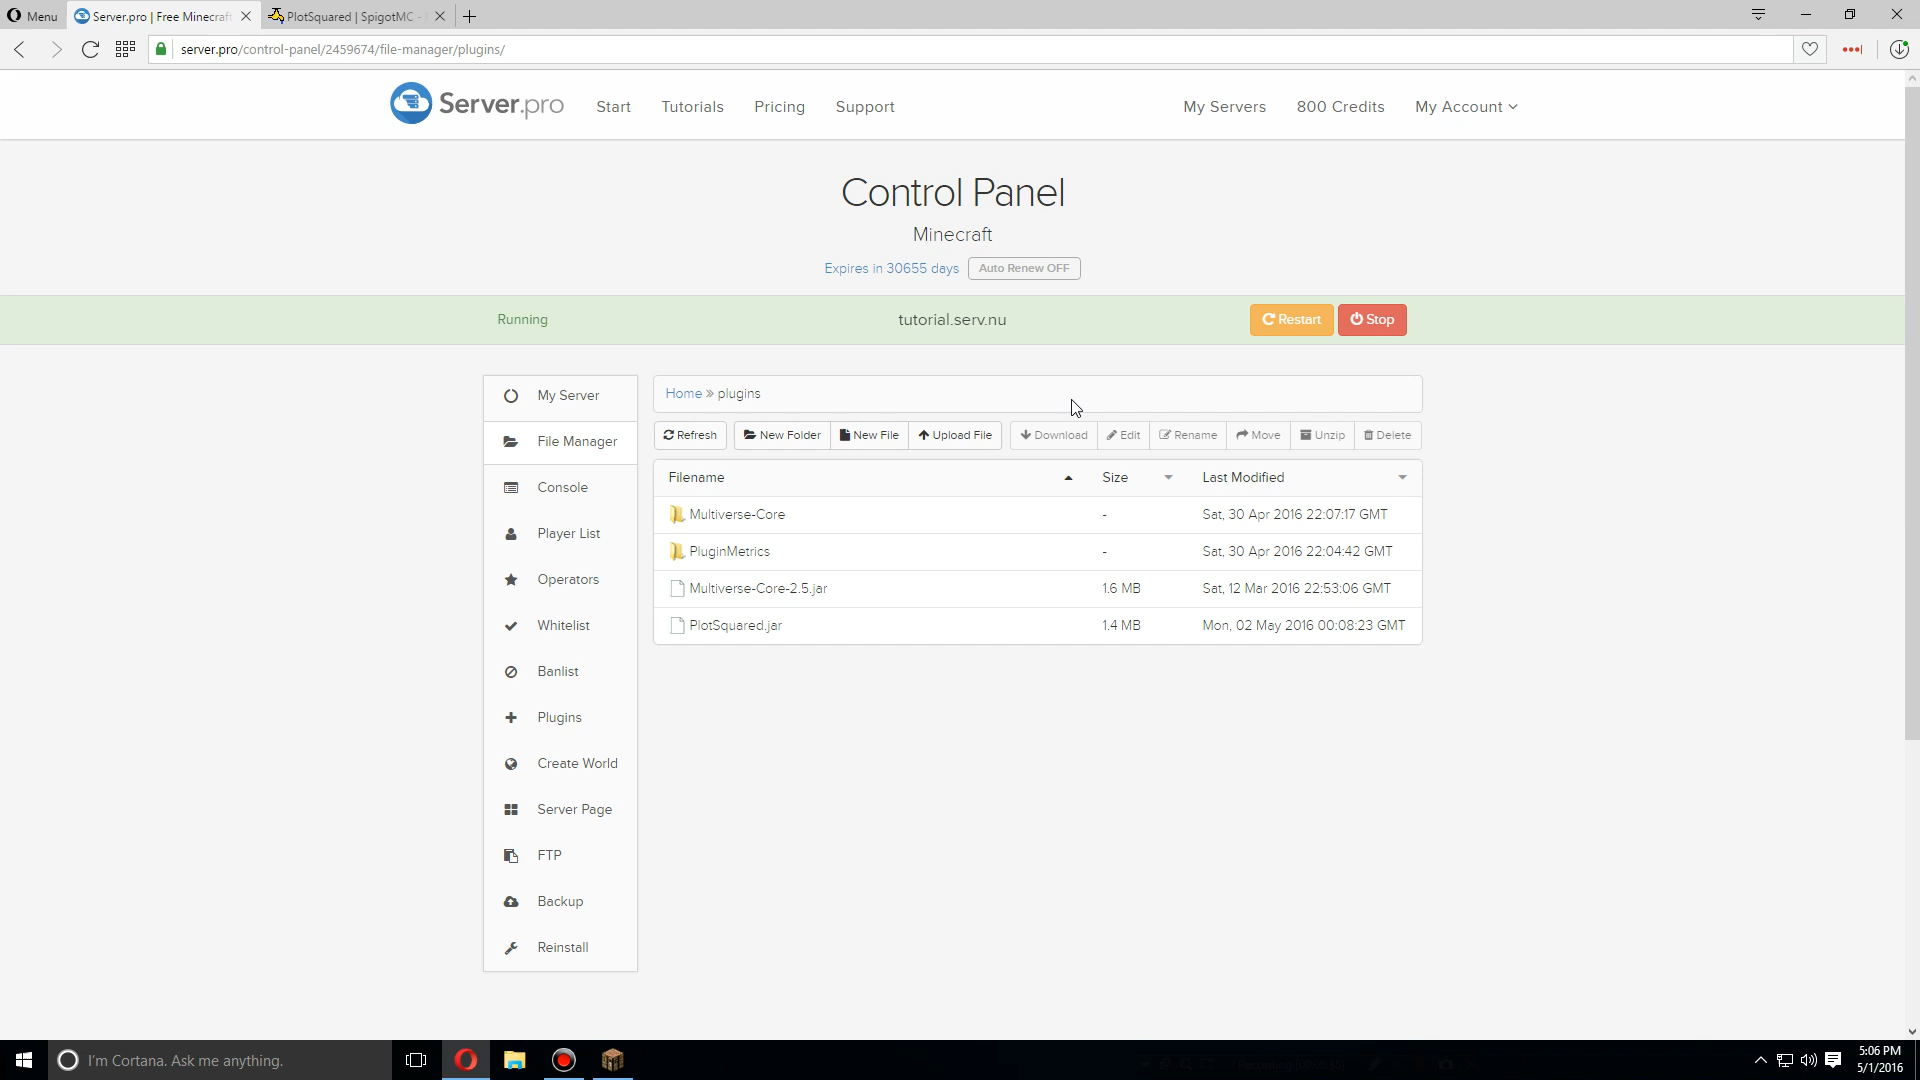 Menu
Server.pro | Free Minecraft
PlotSquared | SpigotMC -
server.pro/control-panel/2459674/file-manager/plugins/
Server.pro
Start
Tutorials
Pricing
Support
My Servers
800 Credits
My Account
Control Panel
Minecraft
Expires in 30655 days
Auto Renew OFF
Running
tutorial.serv.nu
Restart
Stop
My Server
File Manager
Console
Player List
Operators
Whitelist
Banlist
Plugins
Create World
Server Page
FTP
Backup
Reinstall
Home » plugins
Refresh
New Folder
New File
Upload File
Download
Edit
Rename
Move
Unzip
Delete
Filename Size Last Modified
Multiverse-Core - Sat, 30 Apr 2016 22:07:17 GMT
PluginMetrics - Sat, 30 Apr 2016 22:04:42 GMT
Multiverse-Core-2.5.jar 1.6 MB Sat, 12 Mar 2016 22:53:06 GMT
PlotSquared.jar 1.4 MB Mon, 02 May 2016 00:08:23 GMT
I'm Cortana. Ask me anything.
5:06 PM
5/1/2016